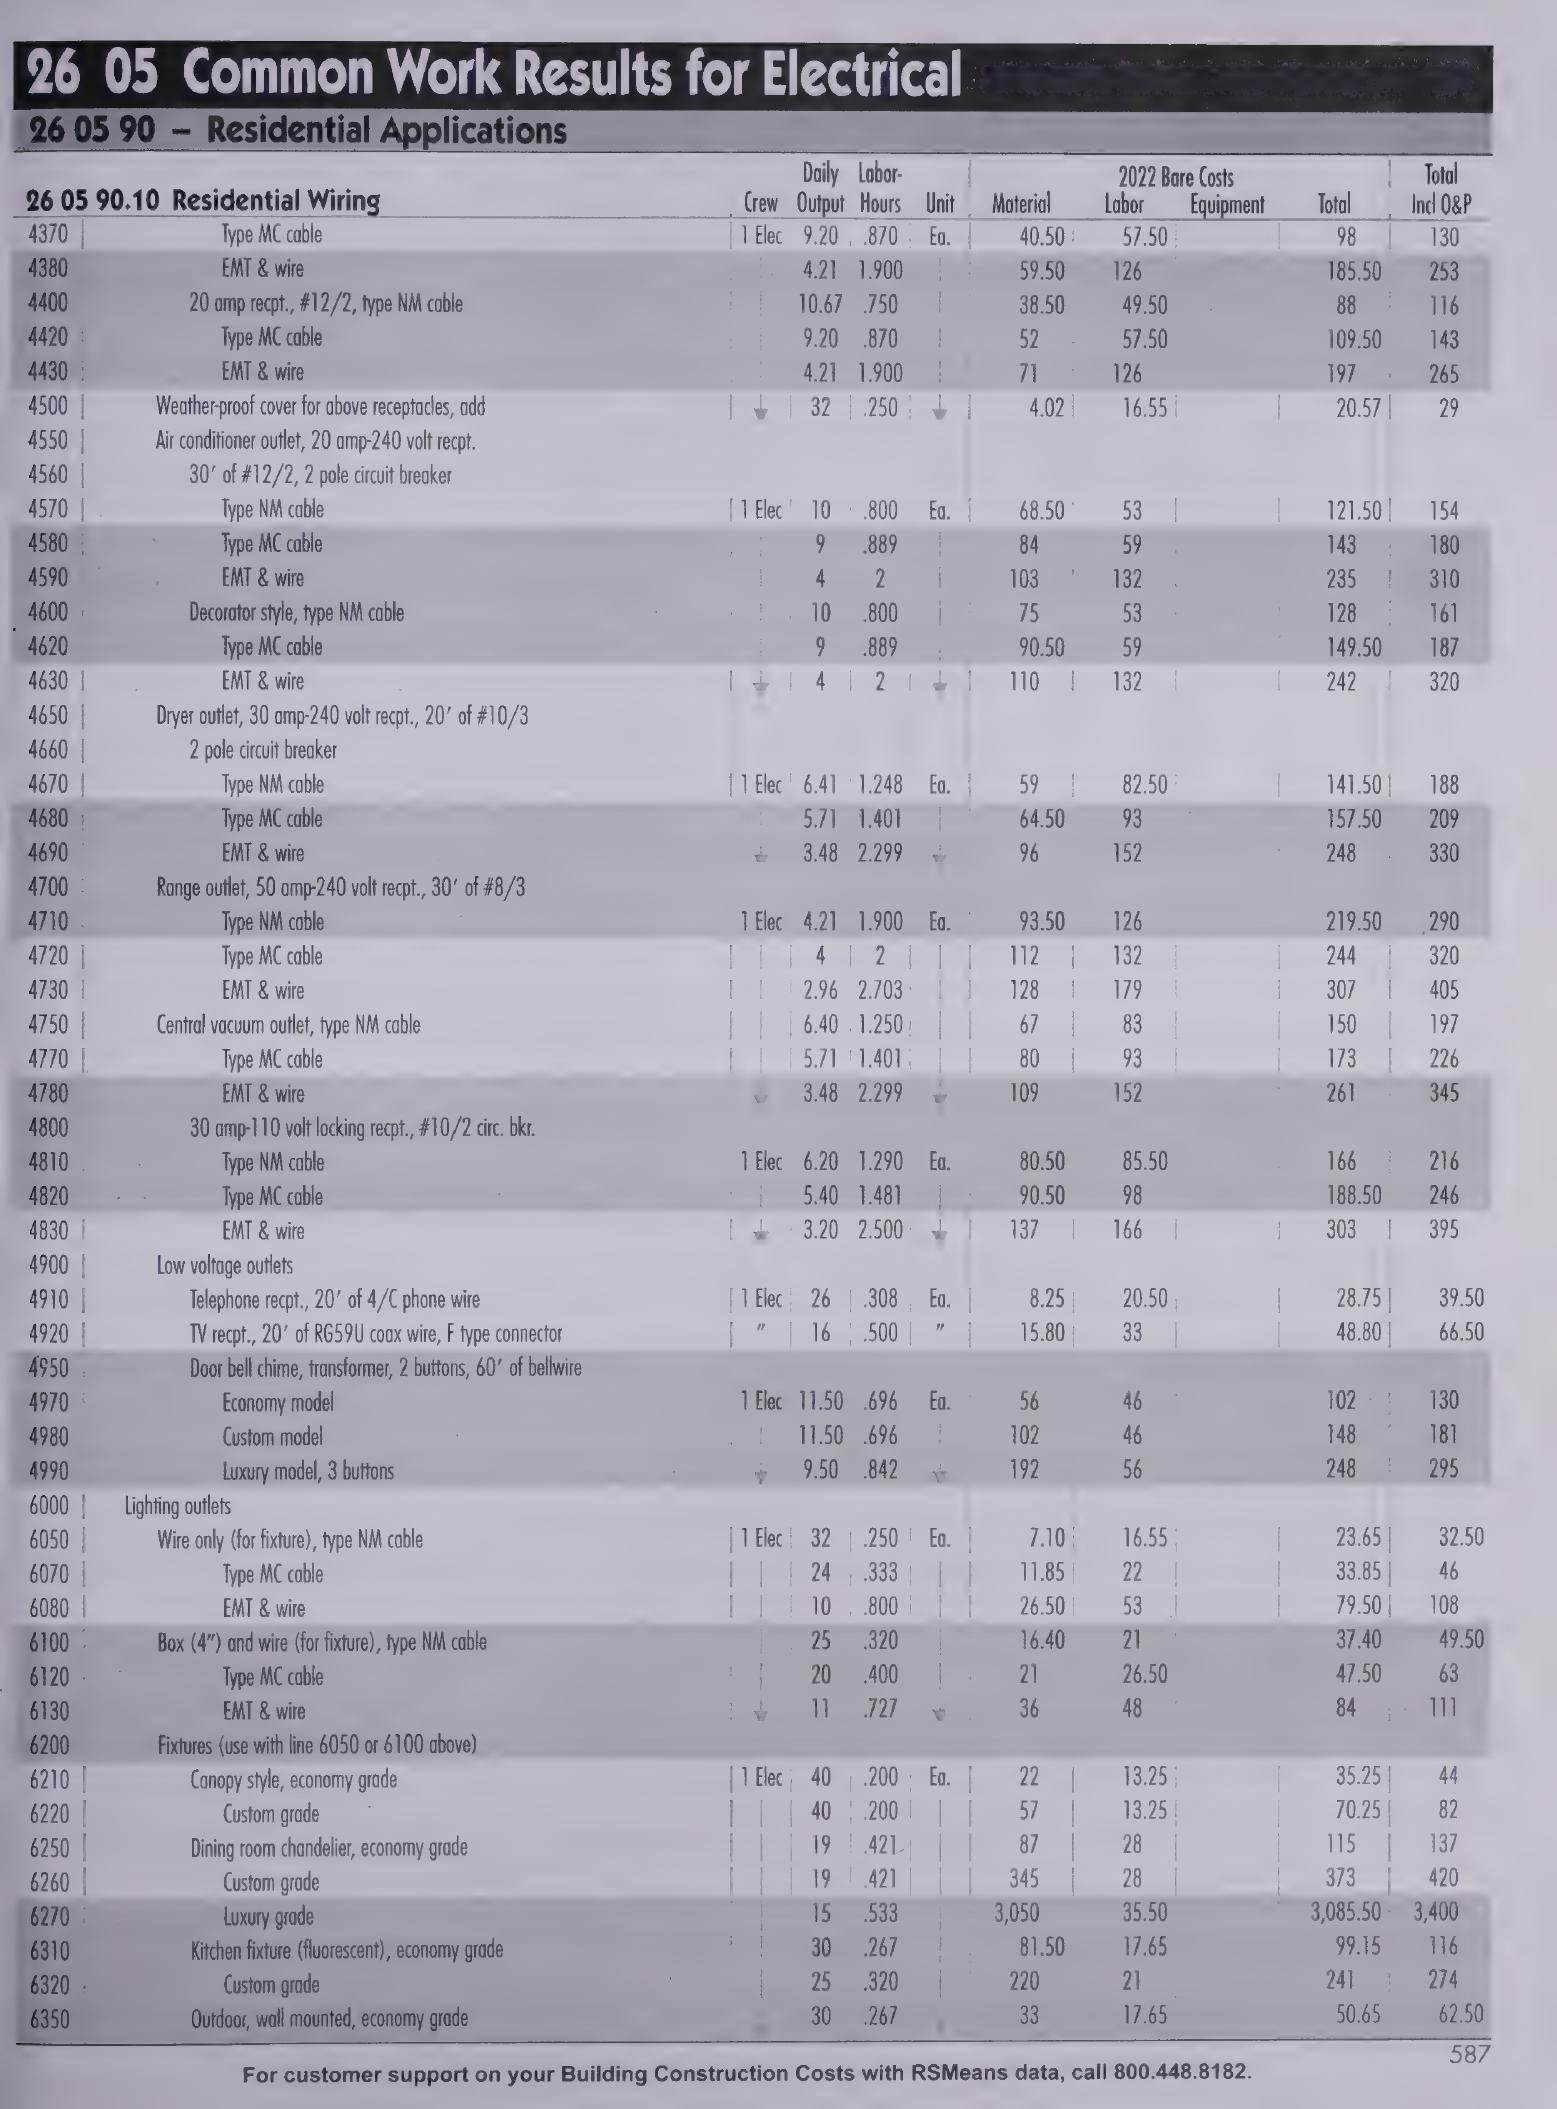 26 05 Common Work Results for Electrical
26 05 90 – Residential Applications
Daily Labor- 2022 Bare Costs Total
26 05 90.10 Residential Wiring Crew Output Hours Unit Material Labor Equipment Total Incl O&P
4370 Type MC cable 1 Elec 9.20 .870 Ea. 40.50 57.50 98 130
4380 EMT & wire 4.21 1.900 59.50 126 185.50 253
4400 20 amp recpt., #12/2, type NM cable 10.67 .750 38.50 49.50 88 116
4420 Type MC cable 9.20 .870 52 57.50 109.50 143
4430 EMT & wire 4.21 1.900 71 126 197 265
4500 Weather-proof cover for above receptacles, add 32 .250 4.02 16.55 20.57 29
4550 Air conditioner outlet, 20 amp-240 volt recpt.
4560 30' of #12/2, 2 pole circuit breaker
4570 Type NM cable 1 Elec 10 .800 Ea. 68.50 53 121.50 154
4580 Type MC cable 9 .889 84 59 143 180
4590 EMT & wire 4 2 103 132 235 310
4600 Decorator style, type NM cable 10 .800 75 53 128 161
4620 Type MC cable 9 .889 90.50 59 149.50 187
4630 EMT & wire 4 2 110 132 242 320
4650 Dryer outlet, 30 amp-240 volt recpt., 20' of #10/3
4660 2 pole circuit breaker
4670 Type NM cable 1 Elec 6.41 1.248 Ea. 59 82.50 141.50 188
4680 Type MC cable 5.71 1.401 64.50 93 157.50 209
4690 EMT & wire 3.48 2.299 96 152 248 330
4700 Range outlet, 50 amp-240 volt recpt., 30' of #8/3
4710 Type NM cable 1 Elec 4.21 1.900 Ea. 93.50 126 219.50 290
4720 Type MC cable 4 2 112 132 244 320
4730 EMT & wire 2.96 2.703 128 179 307 405
4750 Central vacuum outlet, type NM cable 6.40 1.250 67 83 150 197
4770 Type MC cable 5.71 1.401 80 93 173 226
4780 EMT & wire 3.48 2.299 109 152 261 345
4800 30 amp-110 volt locking recpt., #10/2 circ. bkr.
4810 Type NM cable 1 Elec 6.20 1.290 Ea. 80.50 85.50 166 216
4820 Type MC cable 5.40 1.481 90.50 98 188.50 246
4830 EMT & wire 3.20 2.500 137 166 303 395
4900 Low voltage outlets
4910 Telephone recpt., 20' of 4/C phone wire 1 Elec 26 .308 Ea. 8.25 20.50 28.75 39.50
4920 TV recpt., 20' of RG59U coax wire, F type connector " 16 .500 " 15.80 33 48.80 66.50
4950 Door bell chime, transformer, 2 buttons, 60' of bellwire
4970 Economy model 1 Elec 11.50 .696 Ea. 56 46 102 130
4980 Custom model 11.50 .696 102 46 148 181
4990 Luxury model, 3 buttons 9.50 .842 192 56 248 295
6000 Lighting outlets
6050 Wire only (for fixture), type NM cable 1 Elec 32 .250 Ea. 7.10 16.55 23.65 32.50
6070 Type MC cable 24 .333 11.85 22 33.85 46
6080 EMT & wire 10 .800 26.50 53 79.50 108
6100 Box (4") and wire (for fixture), type NM cable 25 .320 16.40 21 37.40 49.50
6120 Type MC cable 20 .400 21 26.50 47.50 63
6130 EMT & wire 11 .727 36 48 84 111
6200 Fixtures (use with line 6050 or 6100 above)
6210 Canopy style, economy grade 1 Elec 40 .200 Ea. 22 13.25 35.25 44
6220 Custom grade 40 .200 57 13.25 70.25 82
6250 Dining room chandelier, economy grade 19 .421 87 28 115 137
6260 Custom grade 19 .421 345 28 373 420
6270 Luxury grade 15 .533 3,050 35.50 3,085.50 3,400
6310 Kitchen fixture (fluorescent), economy grade 30 .267 81.50 17.65 99.15 116
6320 Custom grade 25 .320 220 21 241 274
6350 Outdoor, wall mounted, economy grade 30 .267 33 17.65 50.65 62.50
587
For customer support on your Building Construction Costs with RSMeans data, call 800.448.8182.